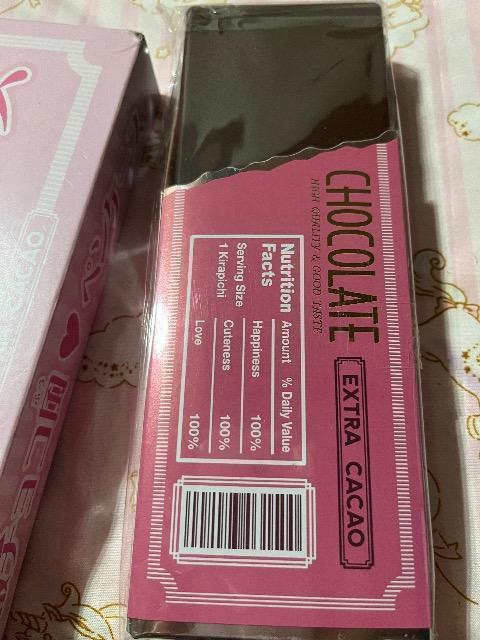 CHOCOLATE
HIGH QUALITY & GOOD TASTE
EXTRA CACAO
Nutrition
Facts
Amount % Daily Value
Serving Size
1 Kirapichi
Happiness 100%
Cuteness 100%
Love 100%
CACAO